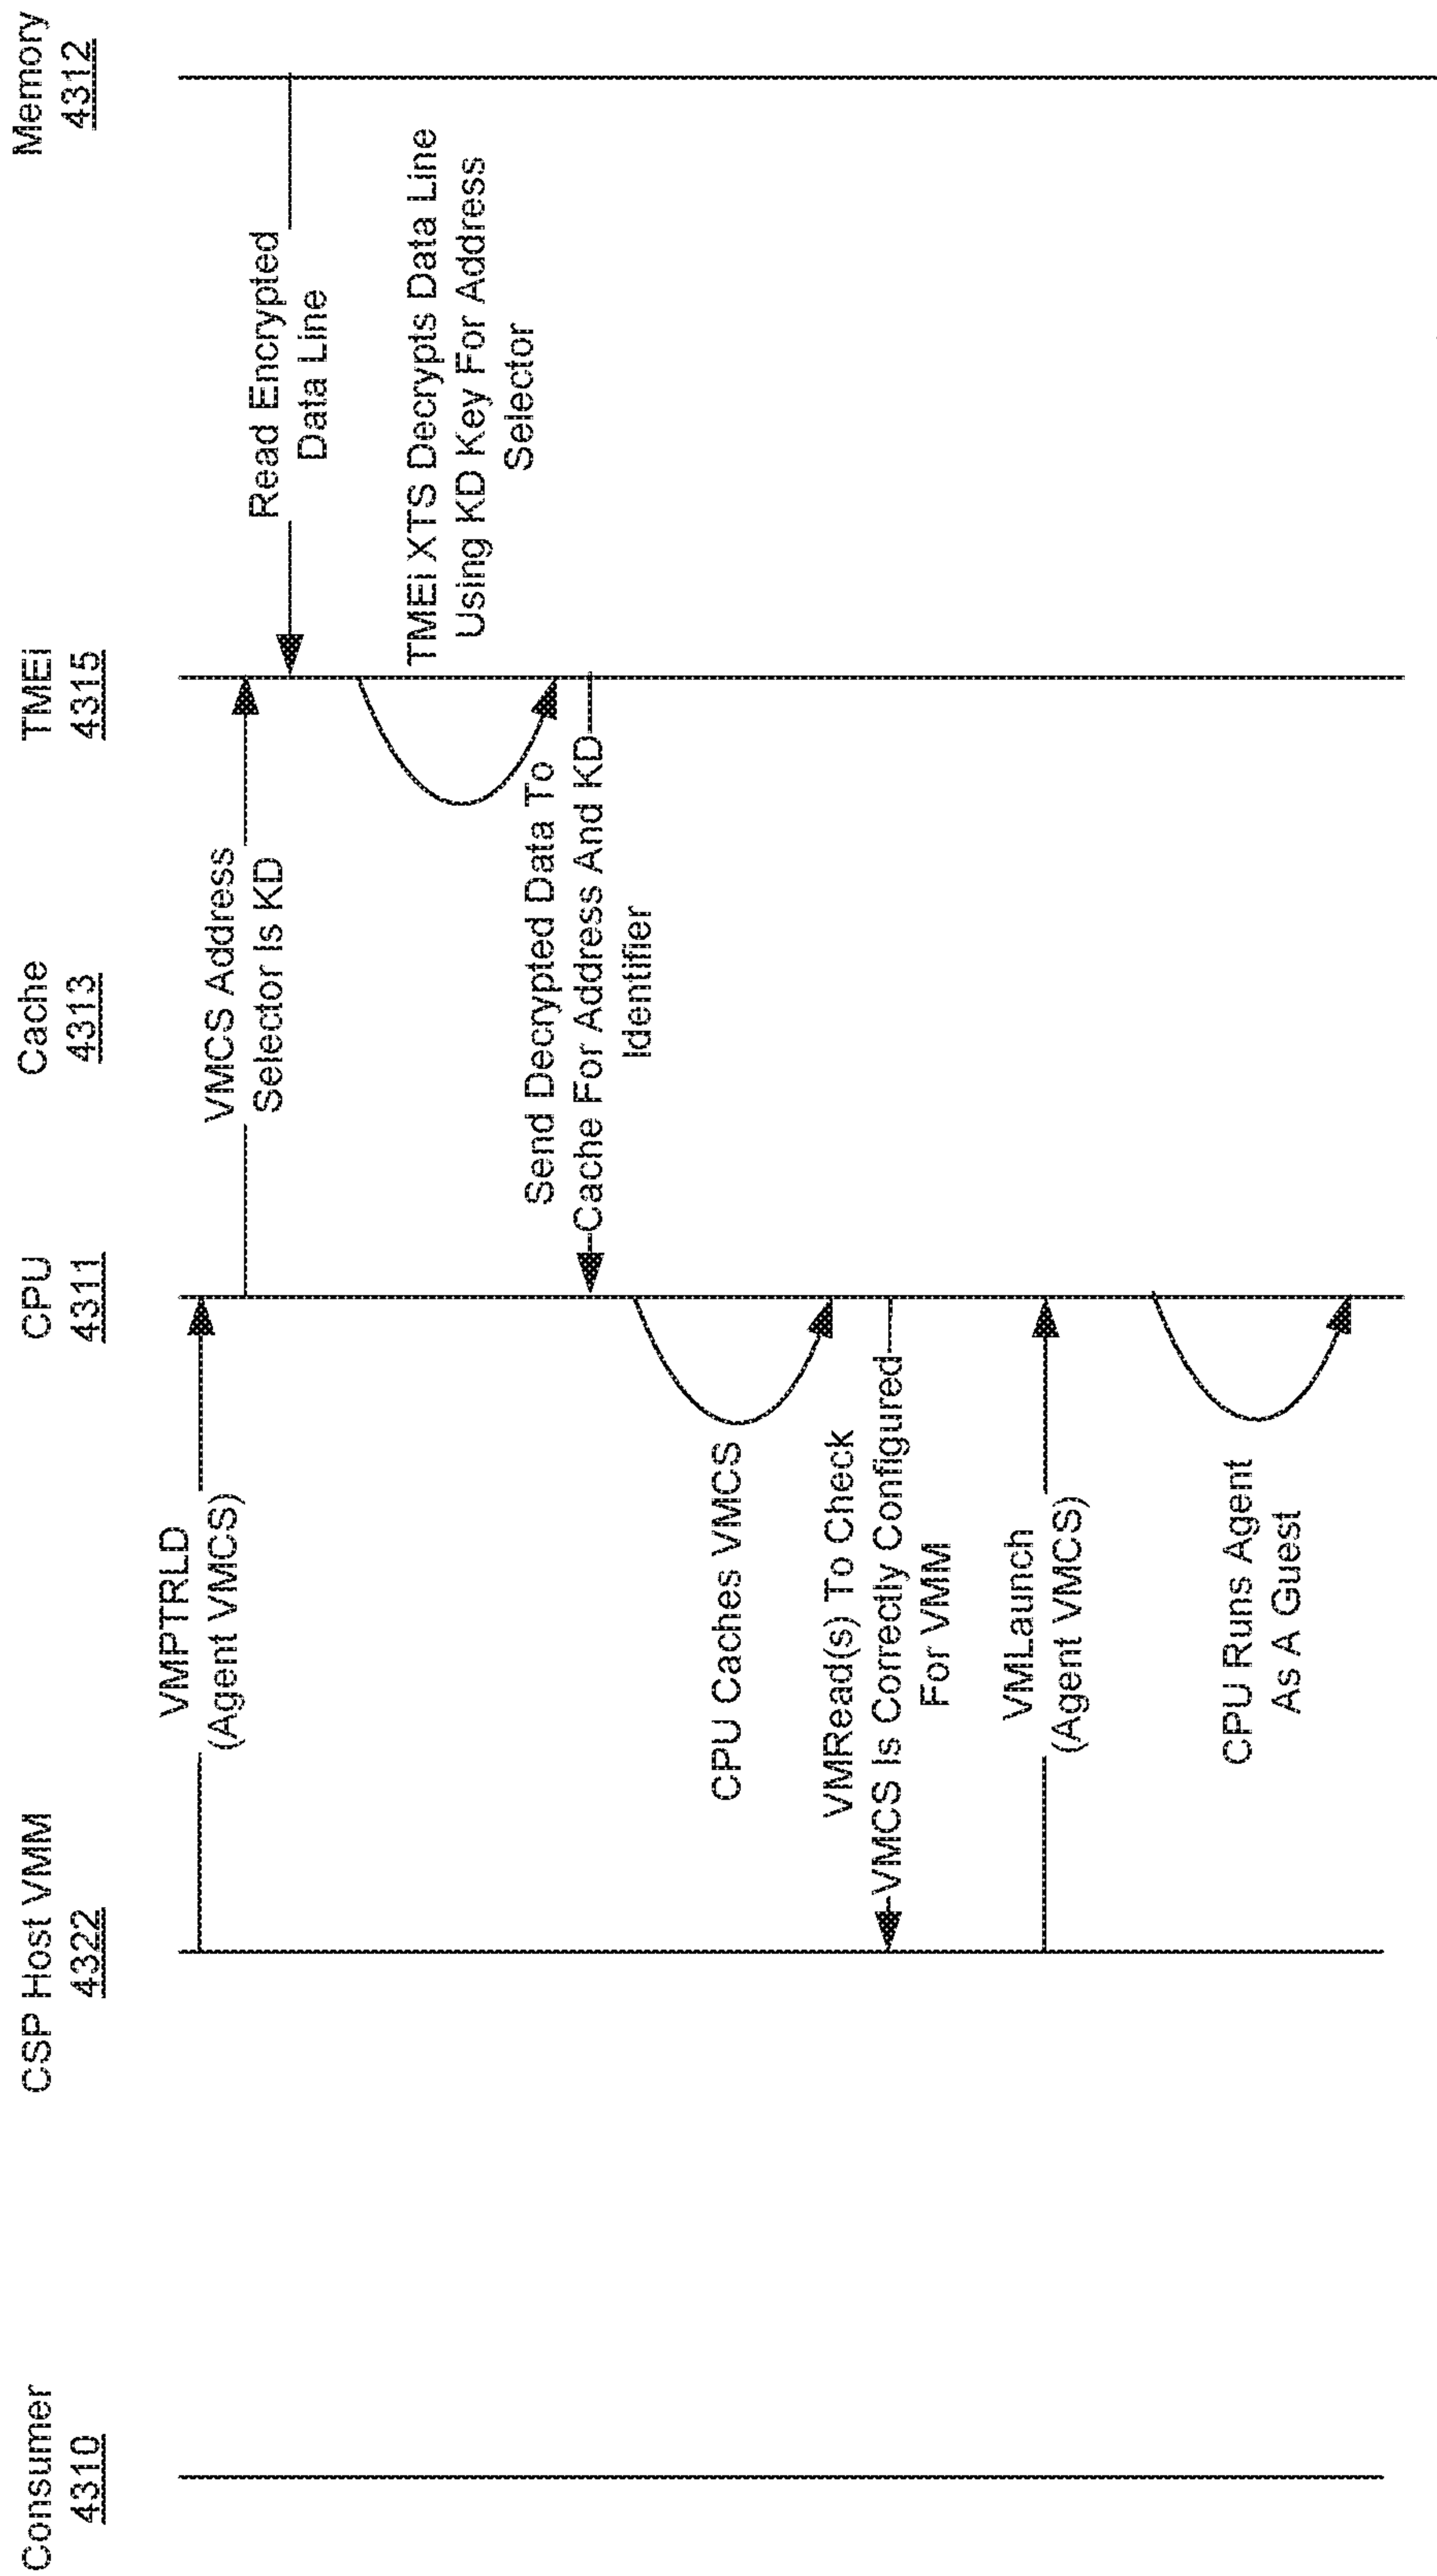 Consumer
4310
CSP Host VMM
4322
CPU
4311
Cache
4313
TMEi
4315
Memory
4312
VMPTRLD
(Agent VMCS)
VMCS Address
Selector Is KD
Read Encrypted
Data Line
TMEi XTS Decrypts Data Line
Using KD Key For Address
Selector
Send Decrypted Data To
Cache For Address And KD
Identifier
CPU Caches VMCS
VMRead(s) To Check
VMCS Is Correctly Configured
For VMM
VMLaunch
(Agent VMCS)
CPU Runs Agent
As A Guest